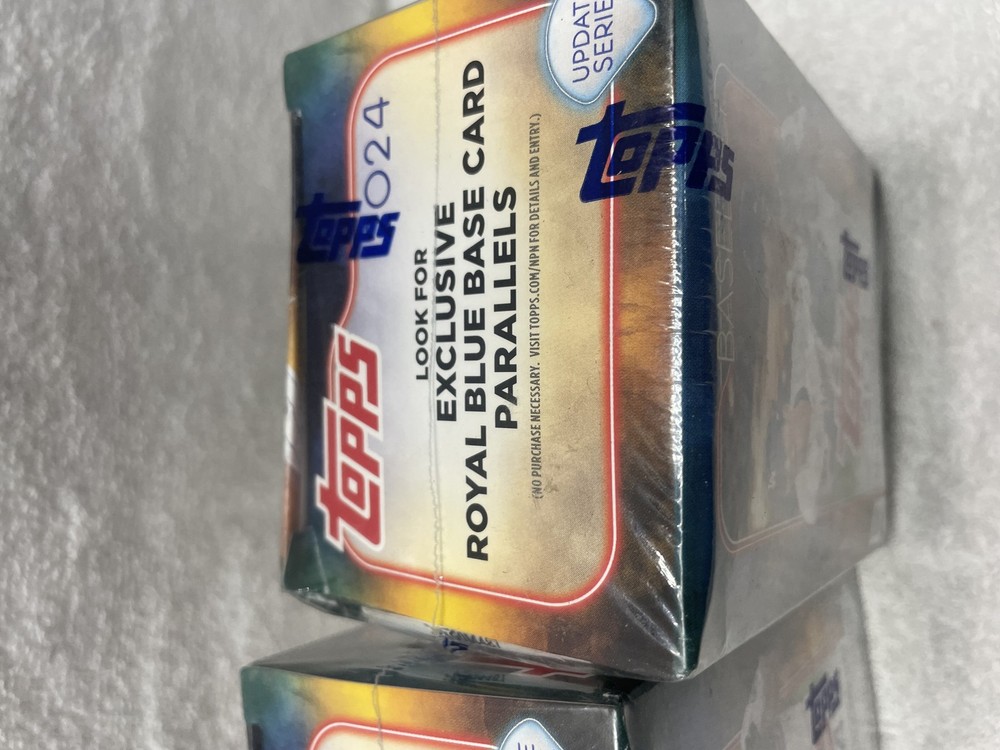 TOPPS
2024
TOPPS
LOOK FOR
EXCLUSIVE
ROYAL BLUE BASE CARD
PARALLELS
(NO PURCHASE NECESSARY. VISIT TOPPS.COM/NPN FOR DETAILS AND ENTRY.)
SERIES
TOPPS
TOPPS
TOPPS